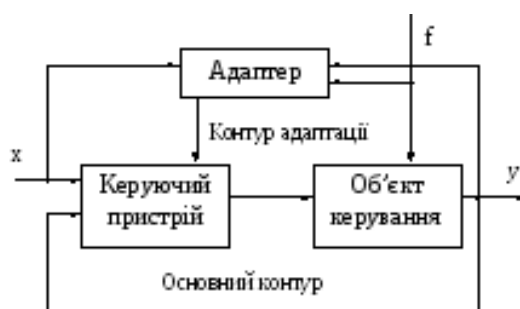 f
Адаптер
Контур адаптації
x
Керуючий
пристрій
Об’єкт
керування
y
Основний контур